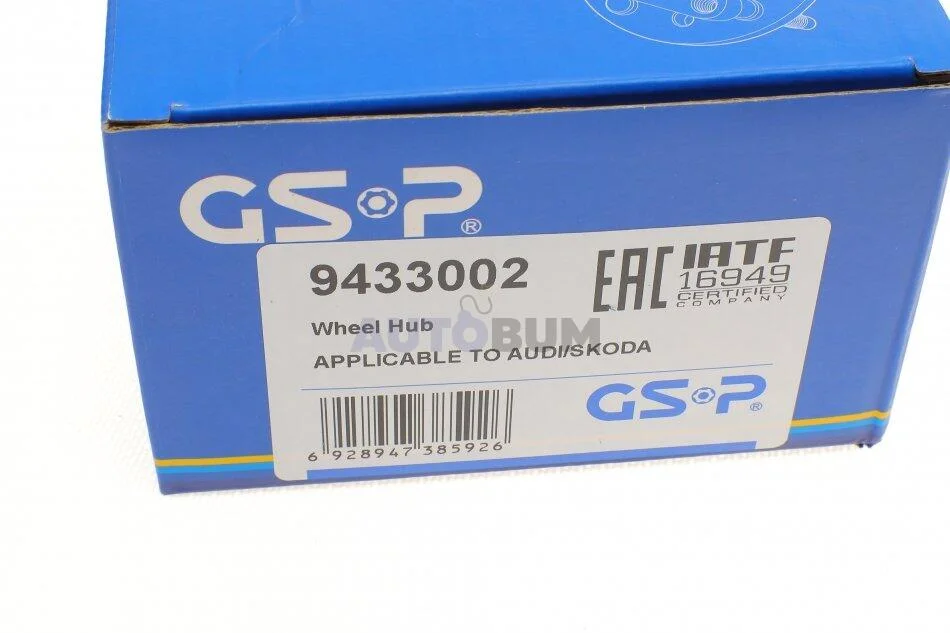 GSP®
9433002
EAC
IATF
16949
CERTIFIED
COMPANY
Wheel Hub
AUTOBUM
APPLICABLE TO AUDI/SKODA
GSP®
6 928947 385926